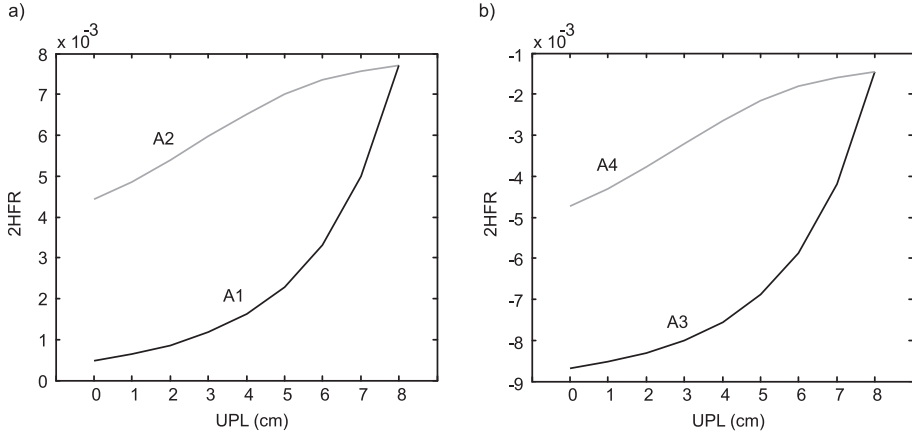 a)
x 10-3
8
7
6
5
4
3
2
1
0
2HFR
A2
A1
0 1 2 3 4 5 6 7 8
UPL (cm)
b)
x 10-3
-1
-2
-3
-4
-5
-6
-7
-8
-9
2HFR
A4
A3
0 1 2 3 4 5 6 7 8
UPL (cm)